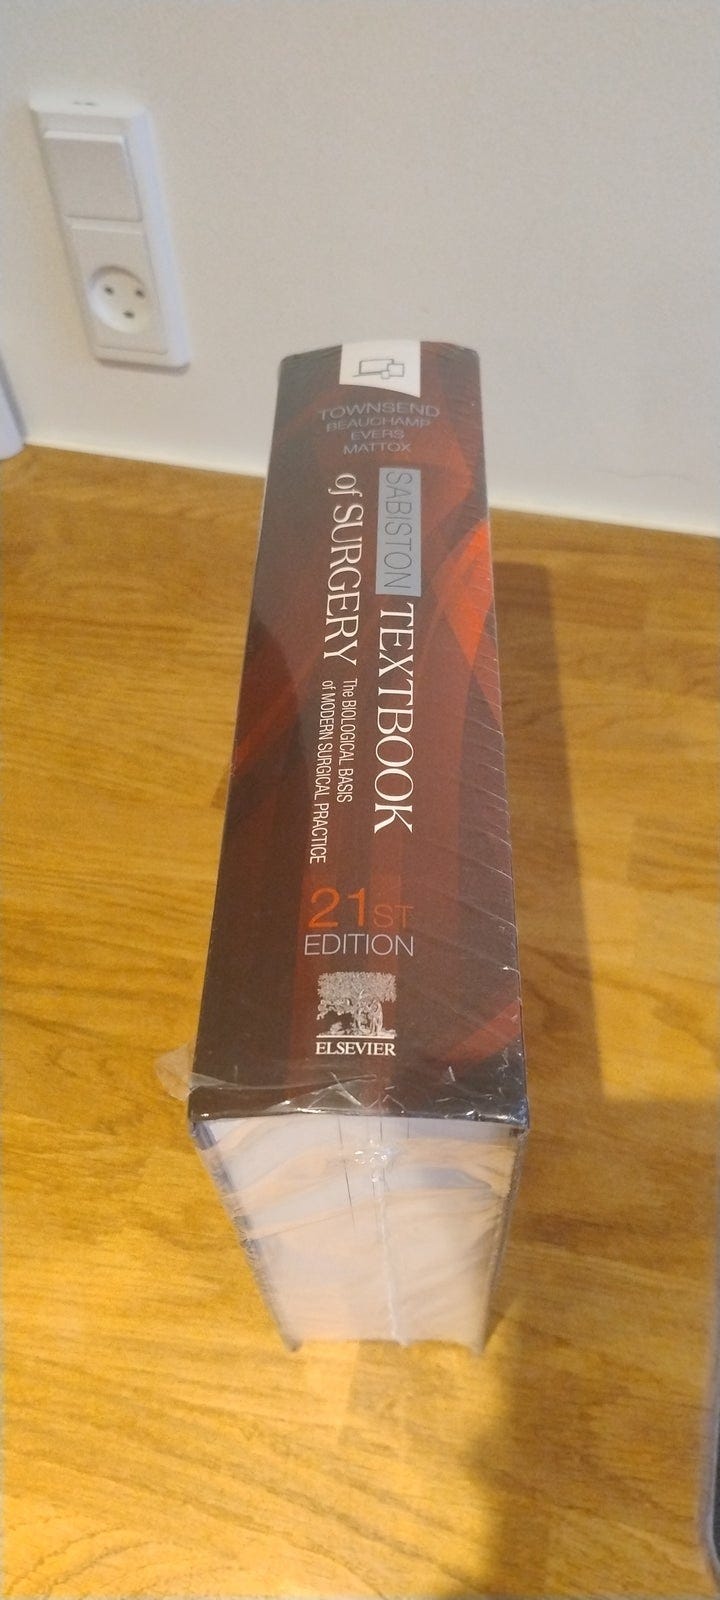 TOWNSEND
BEAUCHAMP
EVERS
MATTOX
SABISTON TEXTBOOK
of SURGERY
The BIOLOGICAL BASIS
of MODERN SURGICAL PRACTICE
21ST
EDITION
ELSEVIER